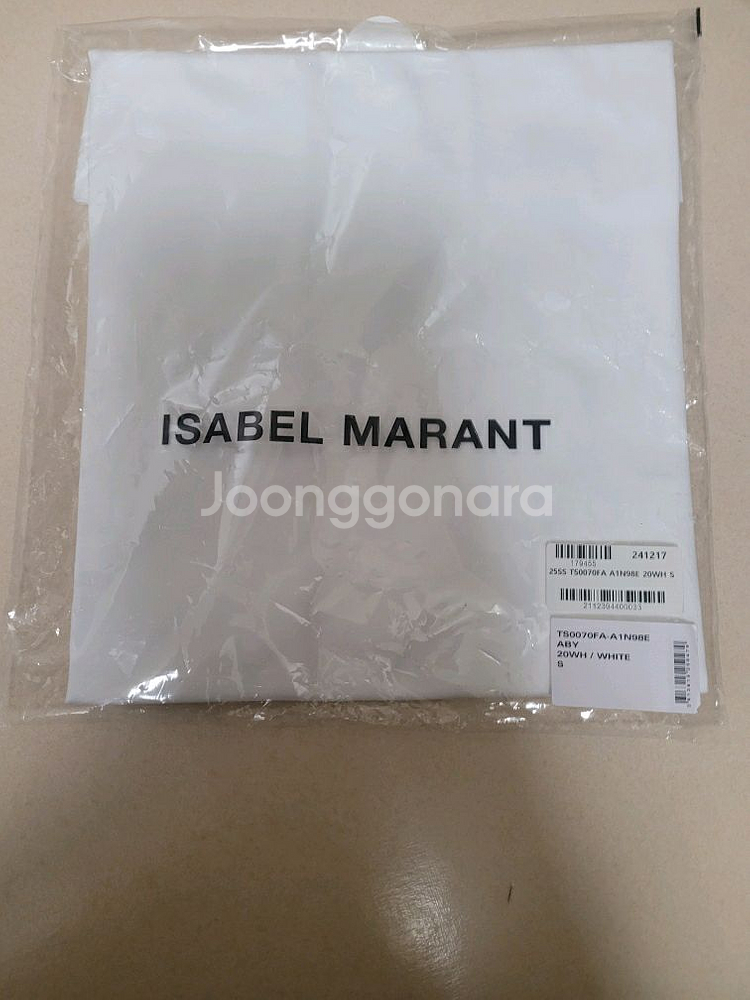 ISABEL MARANT
Joonggonara
241217
179455
25SS TS0070FA A1N98E 20WH S
2112394400033
TS0070FA-A1N98E
ABY
20WH / WHITE
S